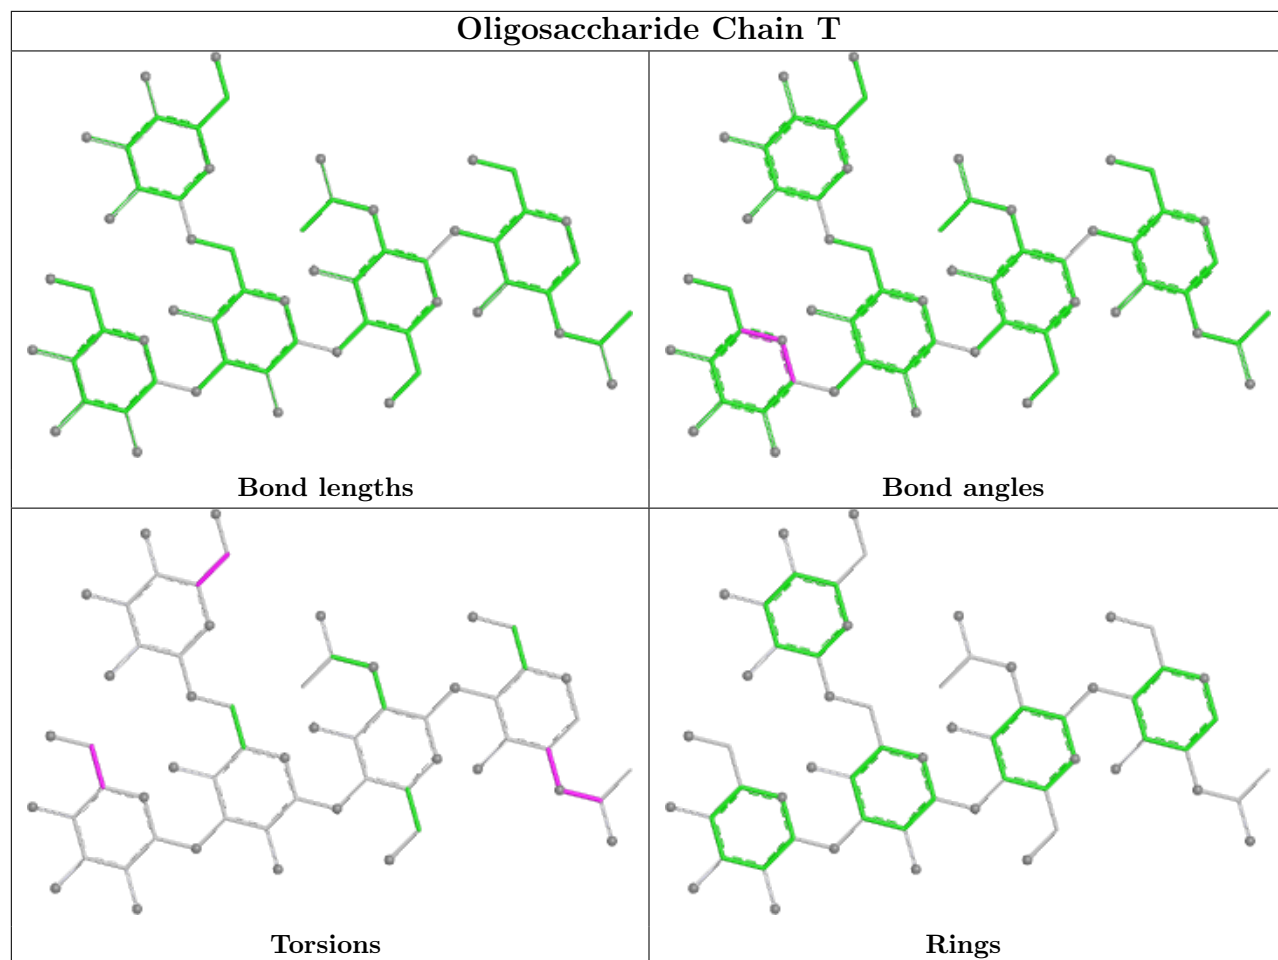 Oligosaccharide Chain T
Bond lengths
Bond angles
Torsions
Rings